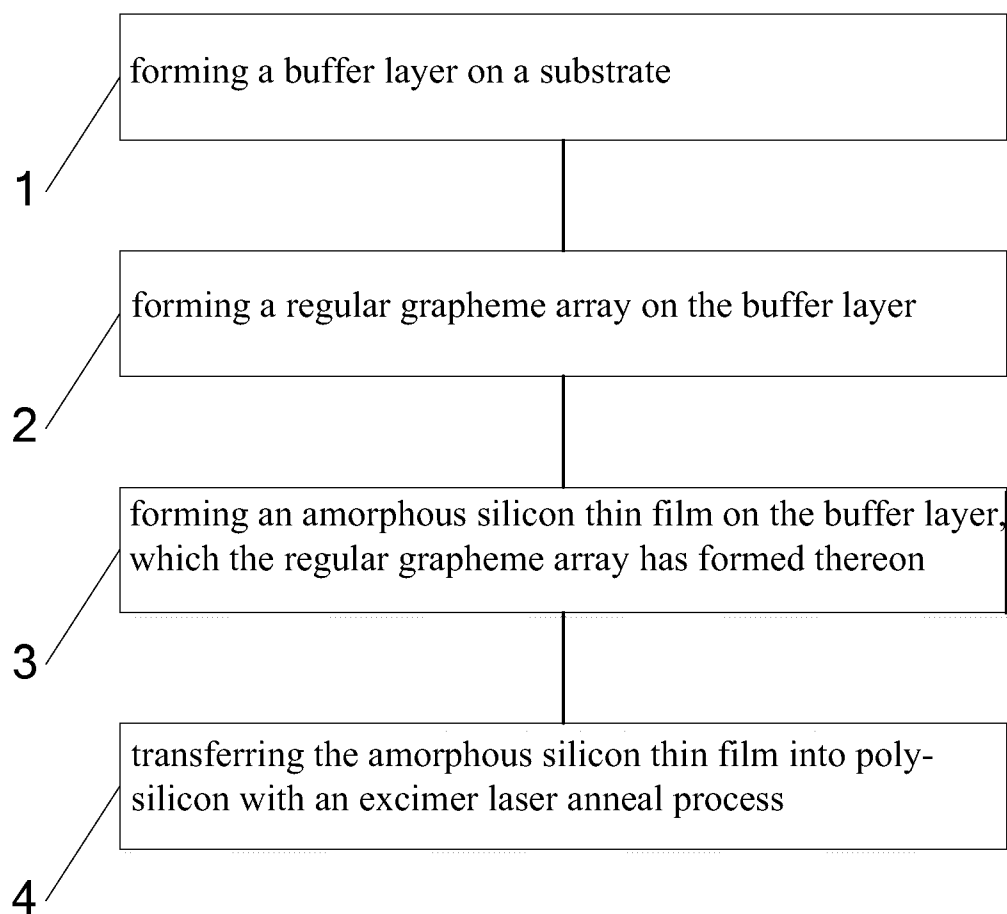 forming a buffer layer on a substrate
1
forming a regular grapheme array on the buffer layer
2
forming an amorphous silicon thin film on the buffer layer,
which the regular grapheme array has formed thereon
3
transferring the amorphous silicon thin film into poly-
silicon with an excimer laser anneal process
4